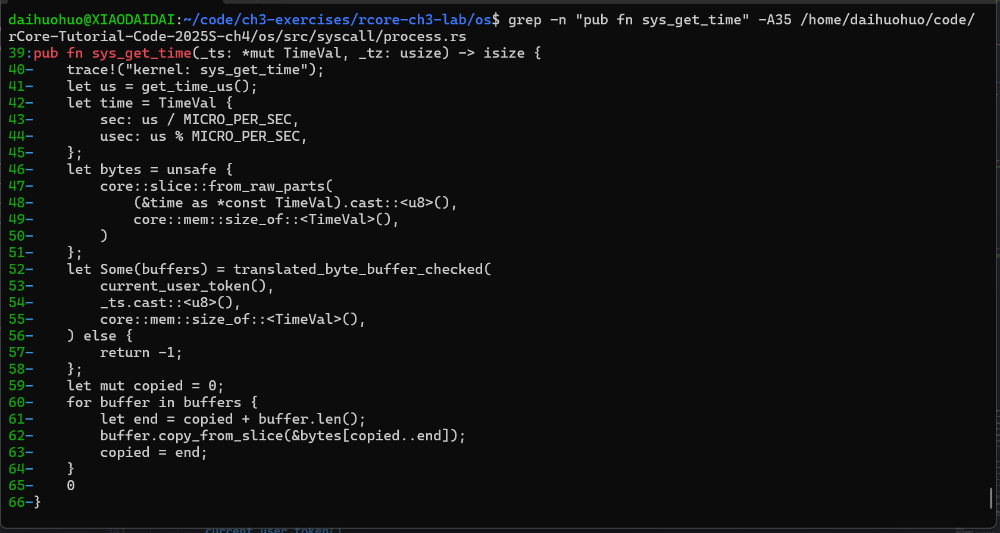 daihuohuo@XIAODAIDAI:~/code/ch3-exercises/rcore-ch3-lab/os$ grep -n "pub fn sys_get_time" -A35 /home/daihuohuo/code/
rCore-Tutorial-Code-2025S-ch4/os/src/syscall/process.rs
39:pub fn sys_get_time(_ts: *mut TimeVal, _tz: usize) -> isize {
40-    trace!("kernel: sys_get_time");
41-    let us = get_time_us();
42-    let time = TimeVal {
43-        sec: us / MICRO_PER_SEC,
44-        usec: us % MICRO_PER_SEC,
45-    };
46-    let bytes = unsafe {
47-        core::slice::from_raw_parts(
48-            (&time as *const TimeVal).cast::<u8>(),
49-            core::mem::size_of::<TimeVal>(),
50-        )
51-    };
52-    let Some(buffers) = translated_byte_buffer_checked(
53-        current_user_token(),
54-        _ts.cast::<u8>(),
55-        core::mem::size_of::<TimeVal>(),
56-    ) else {
57-        return -1;
58-    };
59-    let mut copied = 0;
60-    for buffer in buffers {
61-        let end = copied + buffer.len();
62-        buffer.copy_from_slice(&bytes[copied..end]);
63-        copied = end;
64-    }
65-    0
66-}
341 current_user_token()